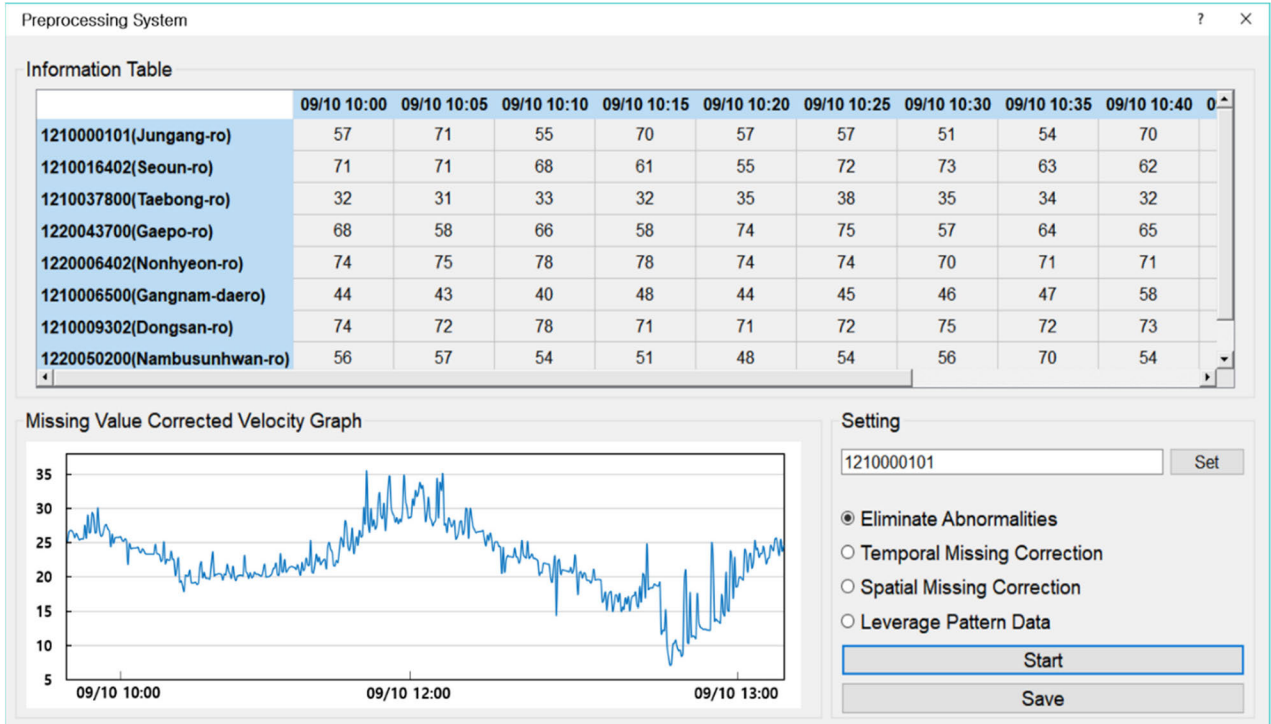 Preprocessing System ? ×
Information Table
09/10 10:00 09/10 10:05 09/10 10:10 09/10 10:15 09/10 10:20 09/10 10:25 09/10 10:30 09/10 10:35 09/10 10:40 0
1210000101(Jungang-ro) 57 71 55 70 57 57 51 54 70
1210016402(Seoun-ro) 71 71 68 61 55 72 73 63 62
1210037800(Taebong-ro) 32 31 33 32 35 38 35 34 32
1220043700(Gaepo-ro) 68 58 66 58 74 75 57 64 65
1220006402(Nonhyeon-ro) 74 75 78 78 74 74 70 71 71
1210006500(Gangnam-daero) 44 43 40 48 44 45 46 47 58
1210009302(Dongsan-ro) 74 72 78 71 71 72 75 72 73
1220050200(Nambusunhwan-ro) 56 57 54 51 48 54 56 70 54
Missing Value Corrected Velocity Graph
35
30
25
20
15
10
5
09/10 10:00 09/10 12:00 09/10 13:00
Setting
1210000101 Set
Eliminate Abnormalities
Temporal Missing Correction
Spatial Missing Correction
Leverage Pattern Data
Start
Save